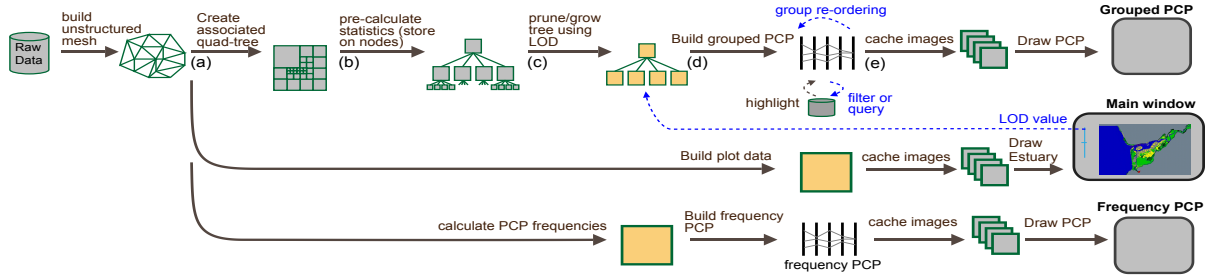 build
unstructured
mesh
Create
associated
quad-tree
pre-calculate
statistics (store
on nodes)
prune/grow
tree using
LOD
Build grouped PCP
group re-ordering
cache images
Draw PCP
Grouped PCP
Raw
Data
(a)
(b)
(c)
(d)
(e)
highlight
filter or
query
LOD value
Main window
Build plot data
cache images
Draw
Estuary
calculate PCP frequencies
Build frequency
PCP
frequency PCP
cache images
Draw PCP
Frequency PCP